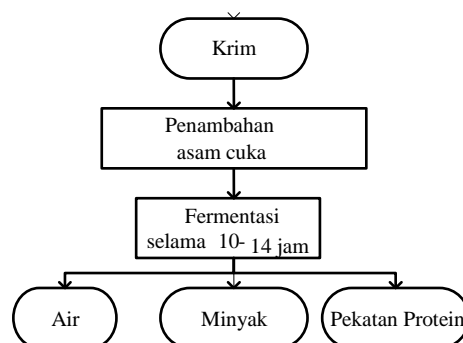 Krim
Penambahan
asam cuka
Fermentasi
selama 10- 14 jam
Air
Minyak
Pekatan Protein